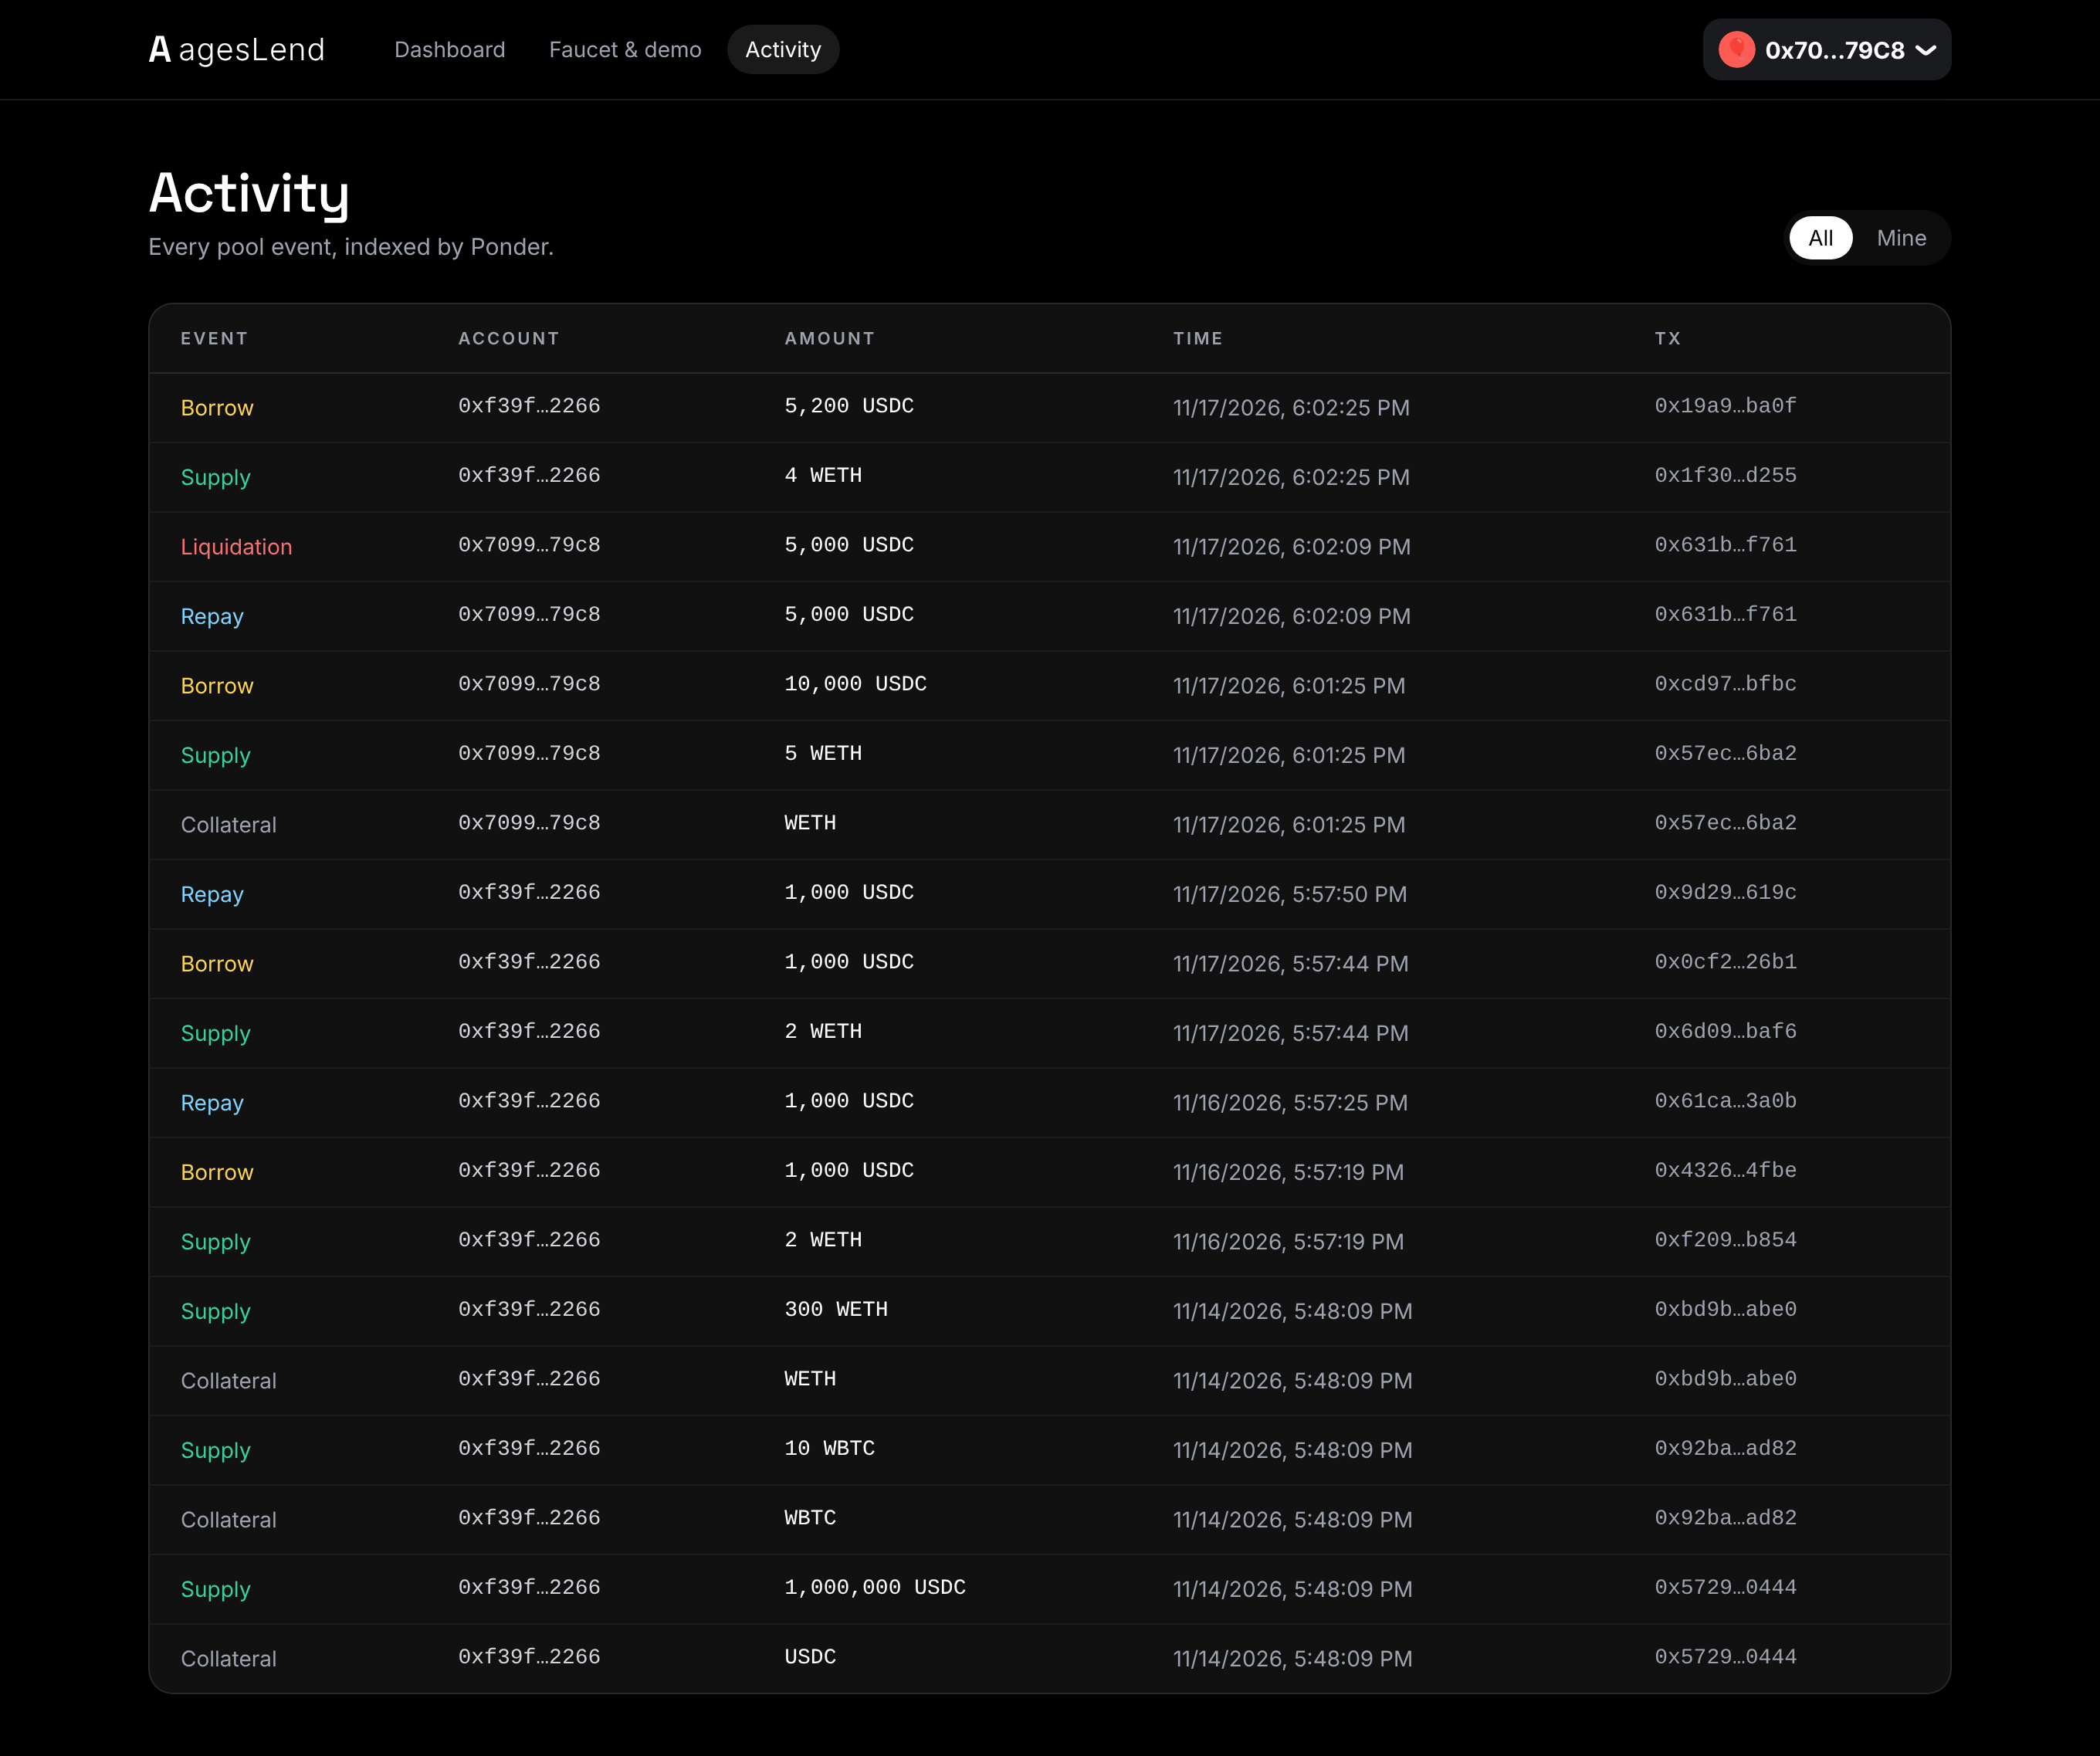 A agesLend Dashboard Faucet & demo Activity 0x70...79C8
Activity
Every pool event, indexed by Ponder.
All Mine
EVENT ACCOUNT AMOUNT TIME TX
Borrow 0xf39f…2266 5,200 USDC 11/17/2026, 6:02:25 PM 0x19a9…ba0f
Supply 0xf39f…2266 4 WETH 11/17/2026, 6:02:25 PM 0x1f30…d255
Liquidation 0x7099…79c8 5,000 USDC 11/17/2026, 6:02:09 PM 0x631b…f761
Repay 0x7099…79c8 5,000 USDC 11/17/2026, 6:02:09 PM 0x631b…f761
Borrow 0x7099…79c8 10,000 USDC 11/17/2026, 6:01:25 PM 0xcd97…bfbc
Supply 0x7099…79c8 5 WETH 11/17/2026, 6:01:25 PM 0x57ec…6ba2
Collateral 0x7099…79c8 WETH 11/17/2026, 6:01:25 PM 0x57ec…6ba2
Repay 0xf39f…2266 1,000 USDC 11/17/2026, 5:57:50 PM 0x9d29…619c
Borrow 0xf39f…2266 1,000 USDC 11/17/2026, 5:57:44 PM 0x0cf2…26b1
Supply 0xf39f…2266 2 WETH 11/17/2026, 5:57:44 PM 0x6d09…baf6
Repay 0xf39f…2266 1,000 USDC 11/16/2026, 5:57:25 PM 0x61ca…3a0b
Borrow 0xf39f…2266 1,000 USDC 11/16/2026, 5:57:19 PM 0x4326…4fbe
Supply 0xf39f…2266 2 WETH 11/16/2026, 5:57:19 PM 0xf209…b854
Supply 0xf39f…2266 300 WETH 11/14/2026, 5:48:09 PM 0xbd9b…abe0
Collateral 0xf39f…2266 WETH 11/14/2026, 5:48:09 PM 0xbd9b…abe0
Supply 0xf39f…2266 10 WBTC 11/14/2026, 5:48:09 PM 0x92ba…ad82
Collateral 0xf39f…2266 WBTC 11/14/2026, 5:48:09 PM 0x92ba…ad82
Supply 0xf39f…2266 1,000,000 USDC 11/14/2026, 5:48:09 PM 0x5729…0444
Collateral 0xf39f…2266 USDC 11/14/2026, 5:48:09 PM 0x5729…0444